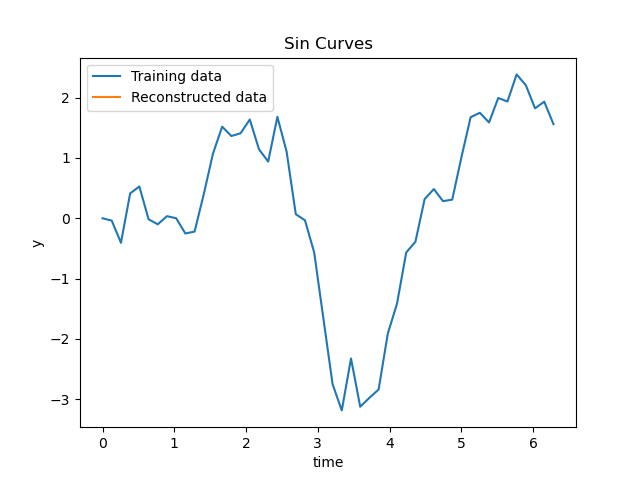 Sin Curves
Training data
Reconstructed data
2
1
0
−1
−2
−3
y
0 1 2 3 4 5 6
time